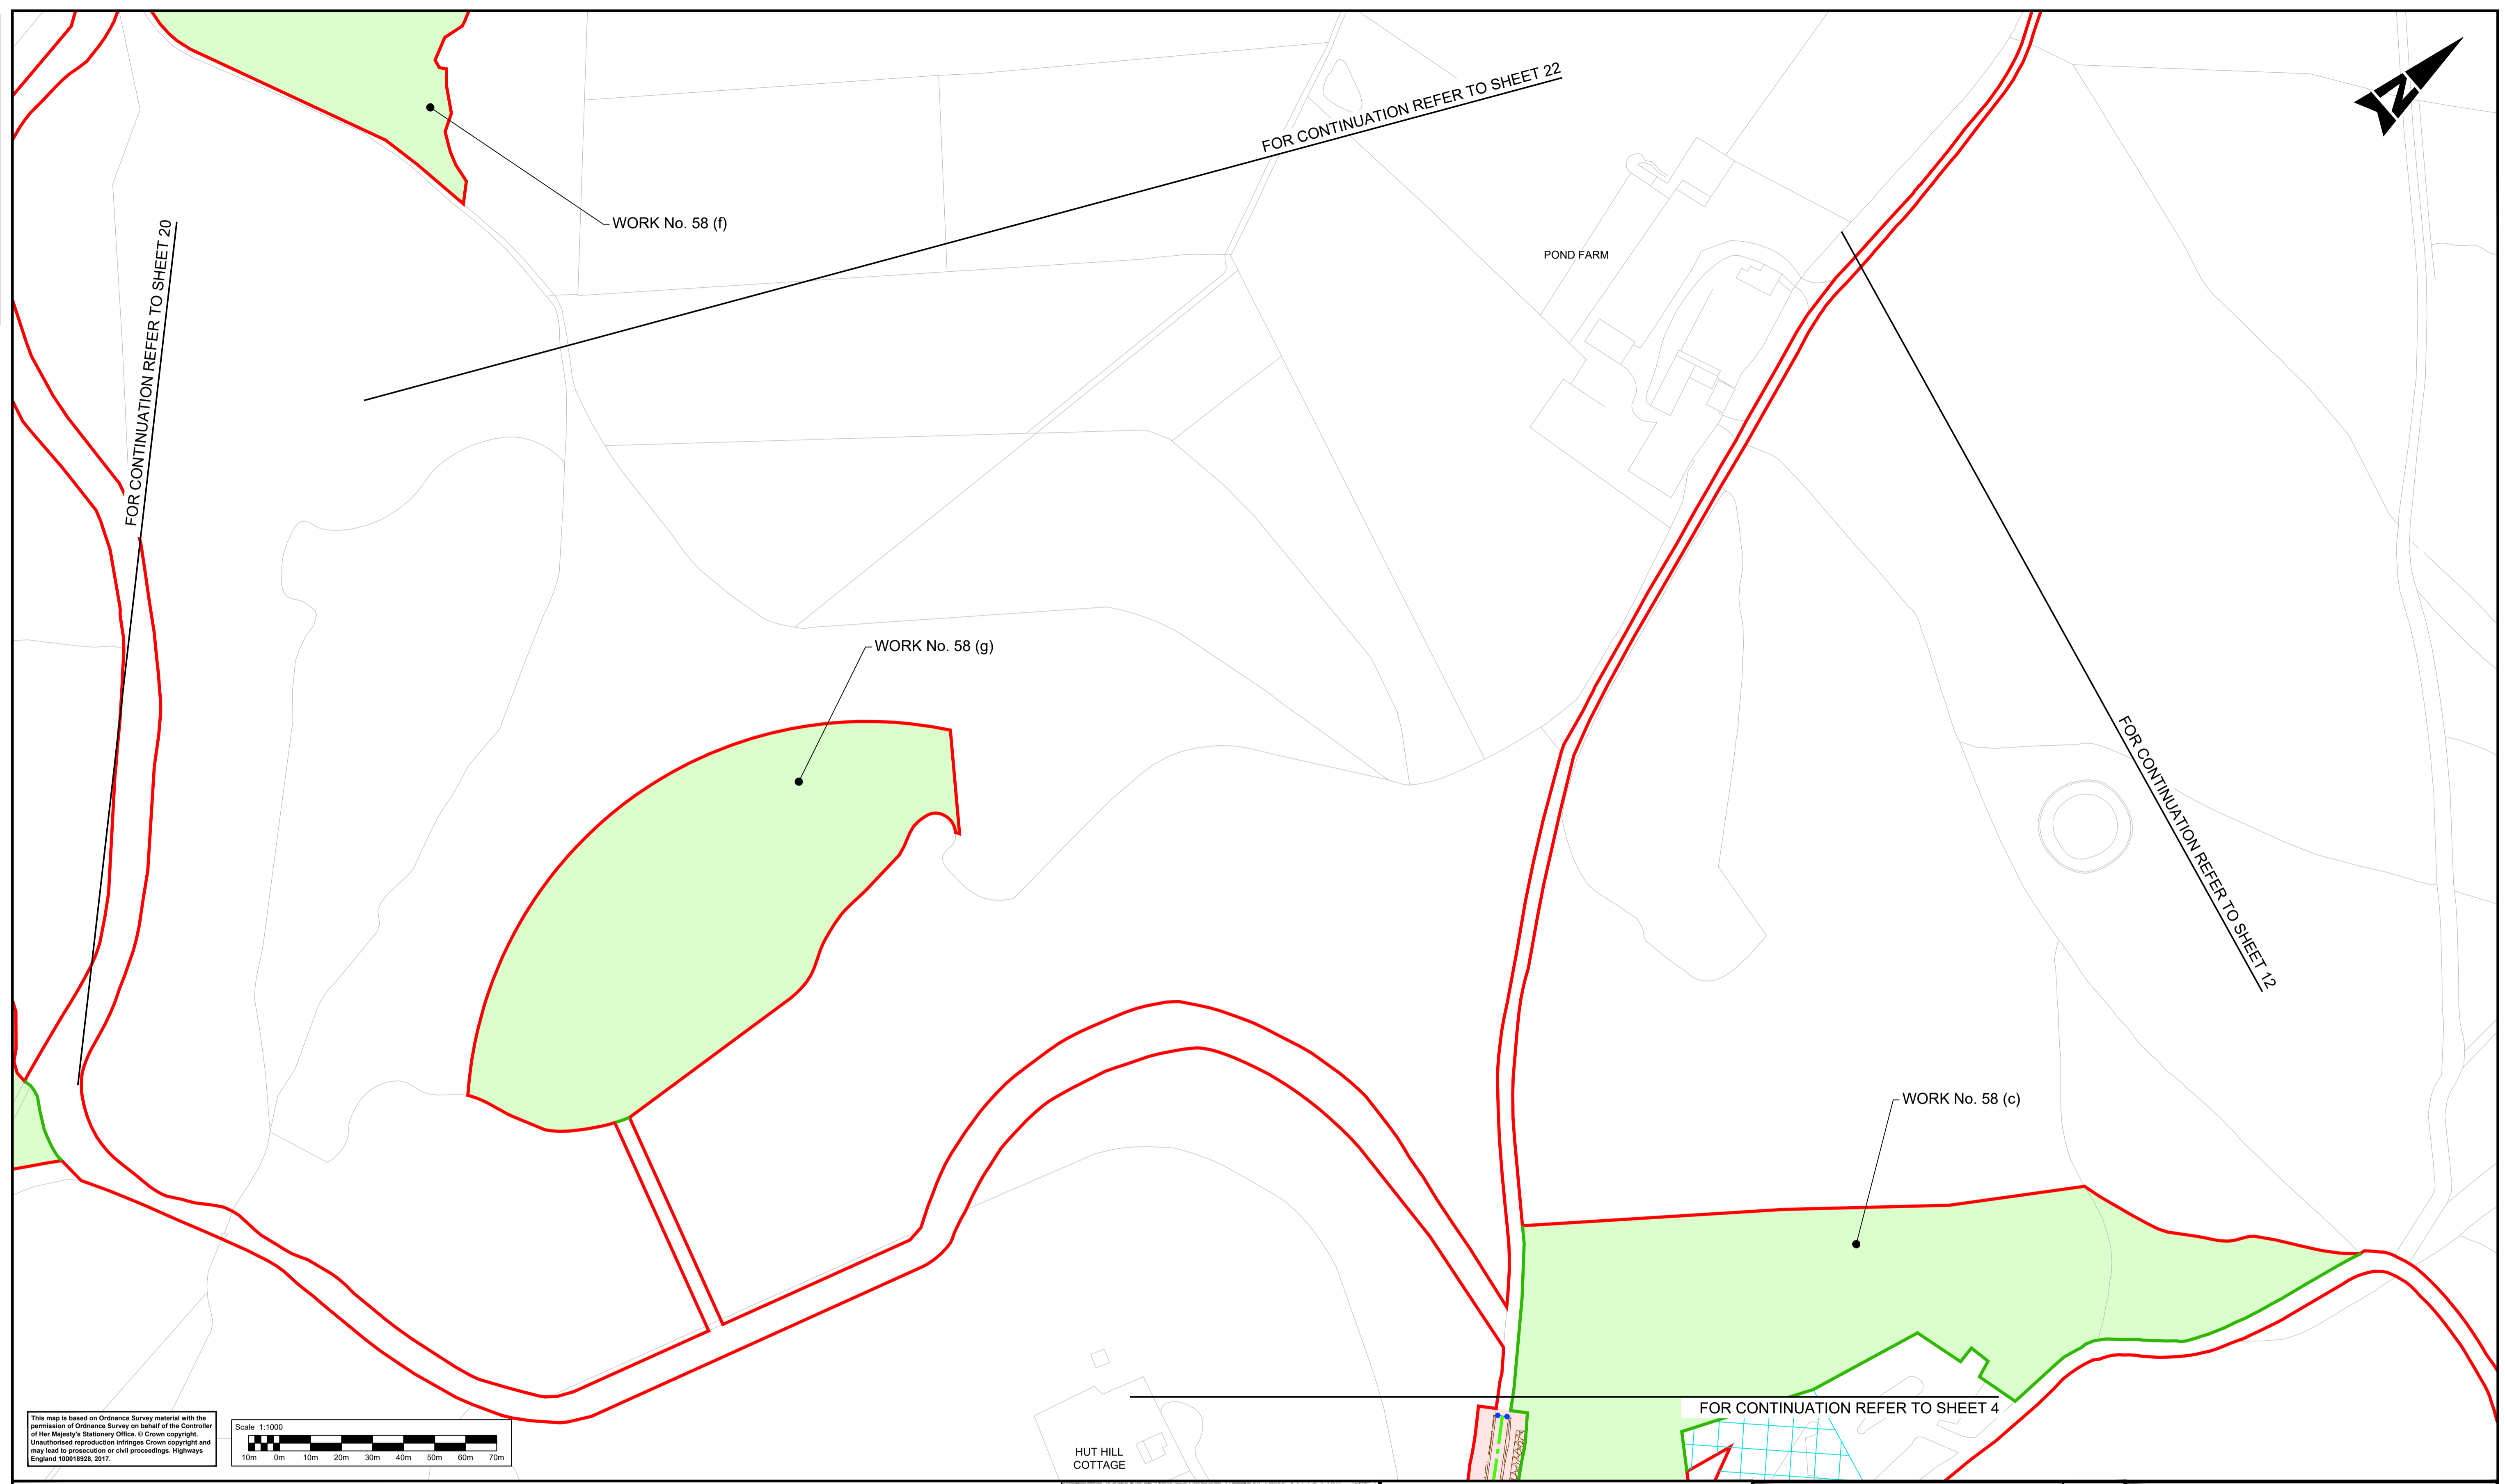 FOR CONTINUATION REFER TO SHEET 22
N
WORK No. 58 (f)
FOR CONTINUATION REFER TO SHEET 20
POND FARM
WORK No. 58 (g)
FOR CONTINUATION REFER TO SHEET 12
WORK No. 58 (c)
FOR CONTINUATION REFER TO SHEET 4
HUT HILL
COTTAGE
This map is based on Ordnance Survey material with the
permission of Ordnance Survey on behalf of the Controller
of Her Majesty's Stationery Office. © Crown copyright.
Unauthorised reproduction infringes Crown copyright and
may lead to prosecution or civil proceedings. Highways
England 100018928, 2017.
Scale 1:1000
10m 0m 10m 20m 30m 40m 50m 60m 70m